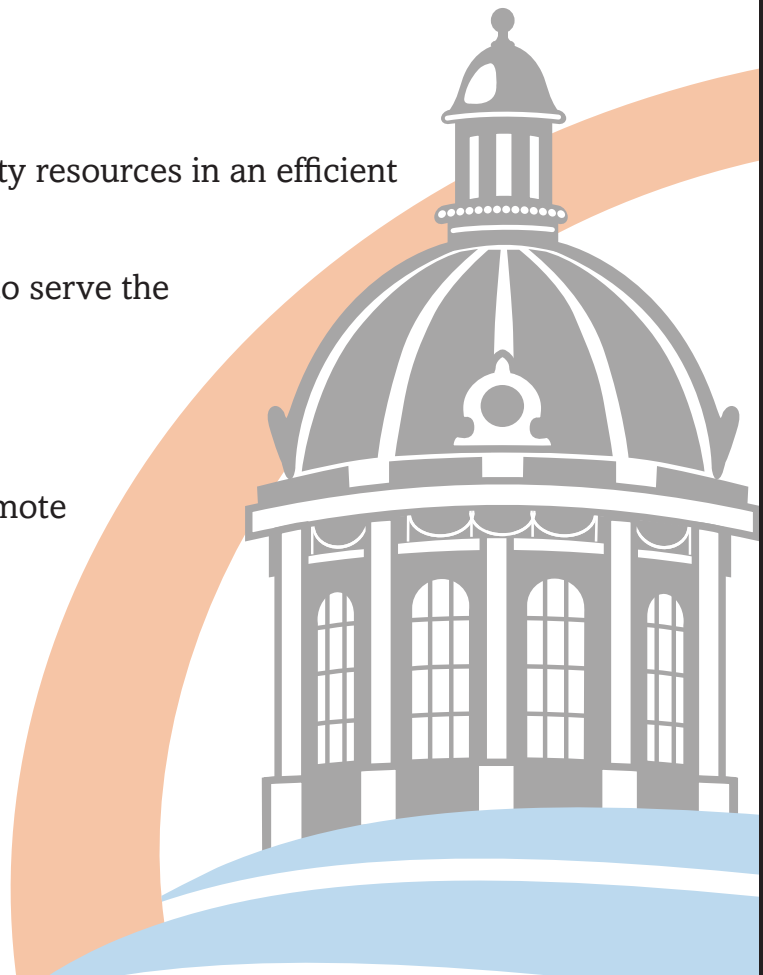 ty resources in an efficient
o serve the
mote